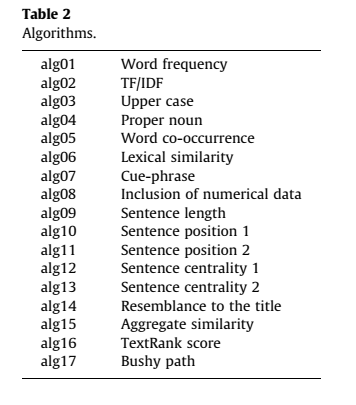 Table 2
Algorithms.
alg01 Word frequency
alg02 TF/IDF
alg03 Upper case
alg04 Proper noun
alg05 Word co-occurrence
alg06 Lexical similarity
alg07 Cue-phrase
alg08 Inclusion of numerical data
alg09 Sentence length
alg10 Sentence position 1
alg11 Sentence position 2
alg12 Sentence centrality 1
alg13 Sentence centrality 2
alg14 Resemblance to the title
alg15 Aggregate similarity
alg16 TextRank score
alg17 Bushy path